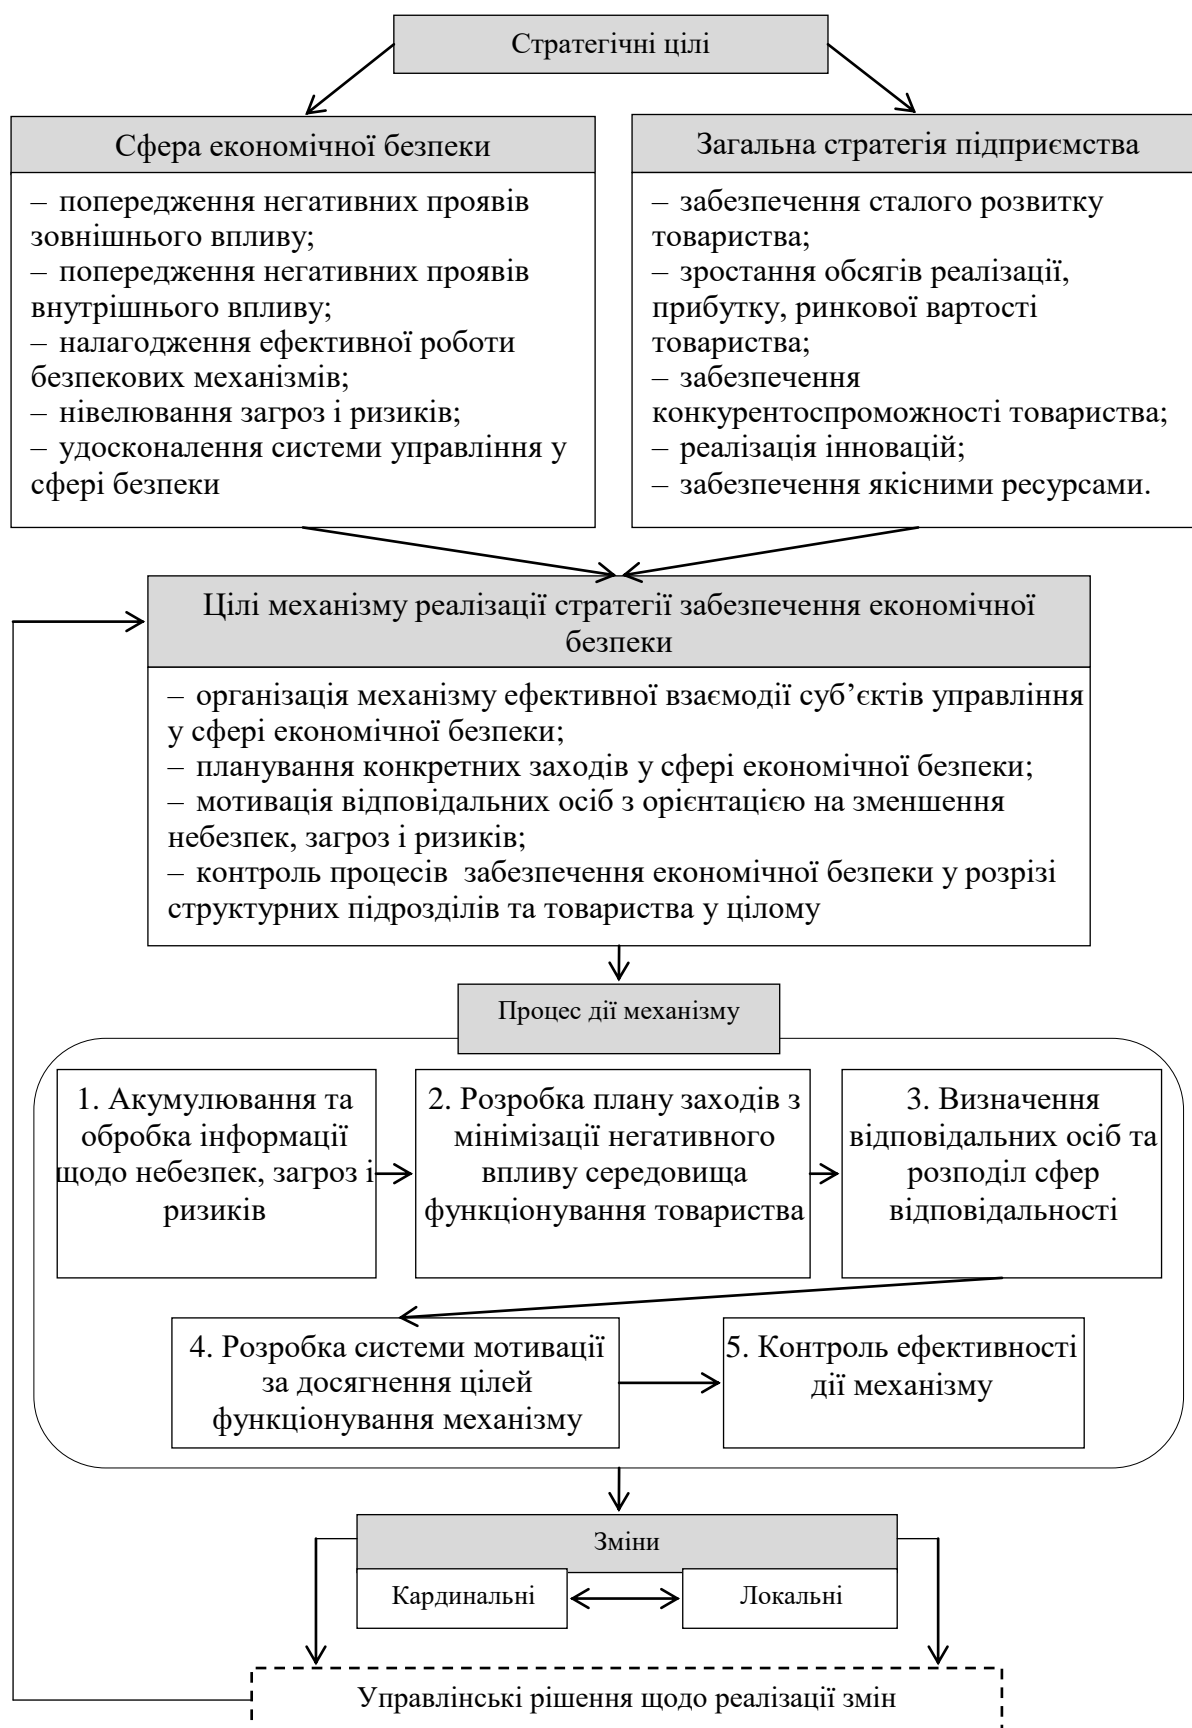 Стратегічні цілі
Сфера економічної безпеки
– попередження негативних проявів
зовнішнього впливу;
– попередження негативних проявів
внутрішнього впливу;
– налагодження ефективної роботи
безпекових механізмів;
– нівелювання загроз і ризиків;
– удосконалення системи управління у
сфері безпеки
Загальна стратегія підприємства
– забезпечення сталого розвитку
товариства;
– зростання обсягів реалізації,
прибутку, ринкової вартості
товариства;
– забезпечення
конкурентоспроможності товариства;
– реалізація інновацій;
– забезпечення якісними ресурсами.
Цілі механізму реалізації стратегії забезпечення економічної
безпеки
– організація механізму ефективної взаємодії суб’єктів управління
у сфері економічної безпеки;
– планування конкретних заходів у сфері економічної безпеки;
– мотивація відповідальних осіб з орієнтацією на зменшення
небезпек, загроз і ризиків;
– контроль процесів забезпечення економічної безпеки у розрізі
структурних підрозділів та товариства у цілому
Процес дії механізму
1. Акумулювання та
обробка інформації
щодо небезпек, загроз і
ризиків
2. Розробка плану заходів з
мінімізації негативного
впливу середовища
функціонування товариства
3. Визначення
відповідальних осіб та
розподіл сфер
відповідальності
4. Розробка системи мотивації
за досягнення цілей
функціонування механізму
5. Контроль ефективності
дії механізму
Зміни
Кардинальні
Локальні
Управлінські рішення щодо реалізації змін